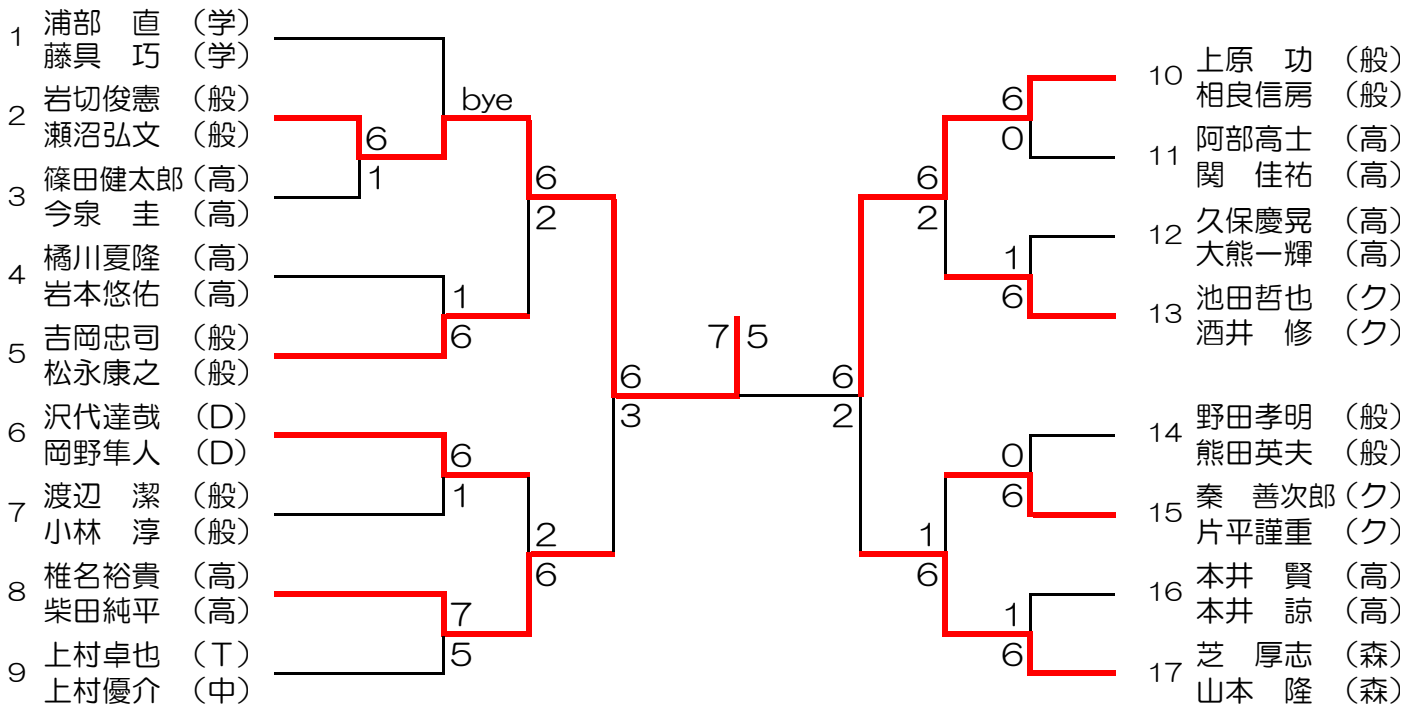 1 浦部　直　（学）
藤具　巧　（学）
2 岩切俊憲　（般）
瀬沼弘文　（般）
3 篠田健太郎（高）
今泉　圭　（高）
4 橘川夏隆　（高）
岩本悠佑　（高）
5 吉岡忠司　（般）
松永康之　（般）
6 沢代達哉　（D）
岡野隼人　（D）
7 渡辺　潔　（般）
小林　淳　（般）
8 椎名裕貴　（高）
柴田純平　（高）
9 上村卓也　（T）
上村優介　（中）
bye
6
1
1
6
6
1
7
5
6
2
2
6
6
3
7 5
6
2
6
2
1
6
6
0
1
6
0
6
1
6
10 上原　功　（般）
相良信房　（般）
11 阿部高士　（高）
関　佳祐　（高）
12 久保慶晃　（高）
大熊一輝　（高）
13 池田哲也　（ク）
酒井　修　（ク）
14 野田孝明　（般）
熊田英夫　（般）
15 秦　善次郎（ク）
片平謹重　（ク）
16 本井　賢　（高）
本井　諒　（高）
17 芝　厚志　（森）
山本　隆　（森）